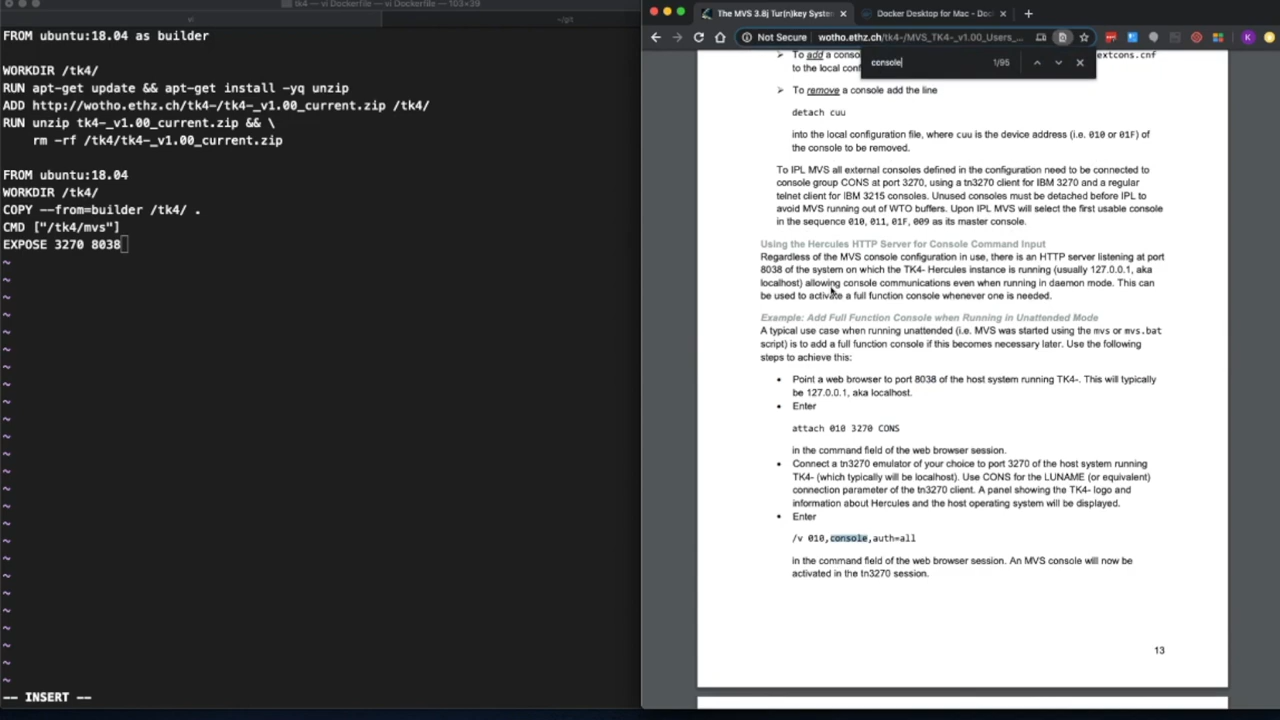 tk4 — vi Dockerfile — 103×39
vi
~/git
FROM ubuntu:18.04 as builder
WORKDIR /tk4/
RUN apt-get update && apt-get install -yq unzip
ADD http://wotho.ethz.ch/tk4-/tk4-_v1.00_current.zip /tk4/
RUN unzip tk4-_v1.00_current.zip && \
rm -rf /tk4/tk4-_v1.00_current.zip
FROM ubuntu:18.04
WORKDIR /tk4/
COPY --from=builder /tk4/ .
CMD ["/tk4/mvs"]
EXPOSE 3270 8038
-- INSERT --
The MVS 3.8j Tur(n)key Syste
Docker Desktop for Mac - Doc
Not Secure
wotho.ethz.ch/tk4-/MVS_TK4-_v1.00_Users_...
K
console
1/95
To add a conso
extcons.cnf
to the local conf
To remove a console add the line
detach cuu
into the local configuration file, where cuu is the device address (i.e. 010 or 01F) of
the console to be removed.
To IPL MVS all external consoles defined in the configuration need to be connected to
console group CONS at port 3270, using a tn3270 client for IBM 3270 and a regular
telnet client for IBM 3215 consoles. Unused consoles must be detached before IPL to
avoid MVS running out of WTO buffers. Upon IPL MVS will select the first usable console
in the sequence 010, 011, 01F, 009 as its master console.
Using the Hercules HTTP Server for Console Command Input
Regardless of the MVS console configuration in use, there is an HTTP server listening at port
8038 of the system on which the TK4- Hercules instance is running (usually 127.0.0.1, aka
localhost) allowing console communications even when running in daemon mode. This can
be used to activate a full function console whenever one is needed.
Example: Add Full Function Console when Running in Unattended Mode
A typical use case when running unattended (i.e. MVS was started using the mvs or mvs.bat
script) is to add a full function console if this becomes necessary later. Use the following
steps to achieve this:
• Point a web browser to port 8038 of the host system running TK4-. This will typically
be 127.0.0.1, aka localhost.
• Enter
attach 010 3270 CONS
in the command field of the web browser session.
• Connect a tn3270 emulator of your choice to port 3270 of the host system running
TK4- (which typically will be localhost). Use CONS for the LUNAME (or equivalent)
connection parameter of the tn3270 client. A panel showing the TK4- logo and
information about Hercules and the host operating system will be displayed.
• Enter
/v 010,console,auth=all
in the command field of the web browser session. An MVS console will now be
activated in the tn3270 session.
13